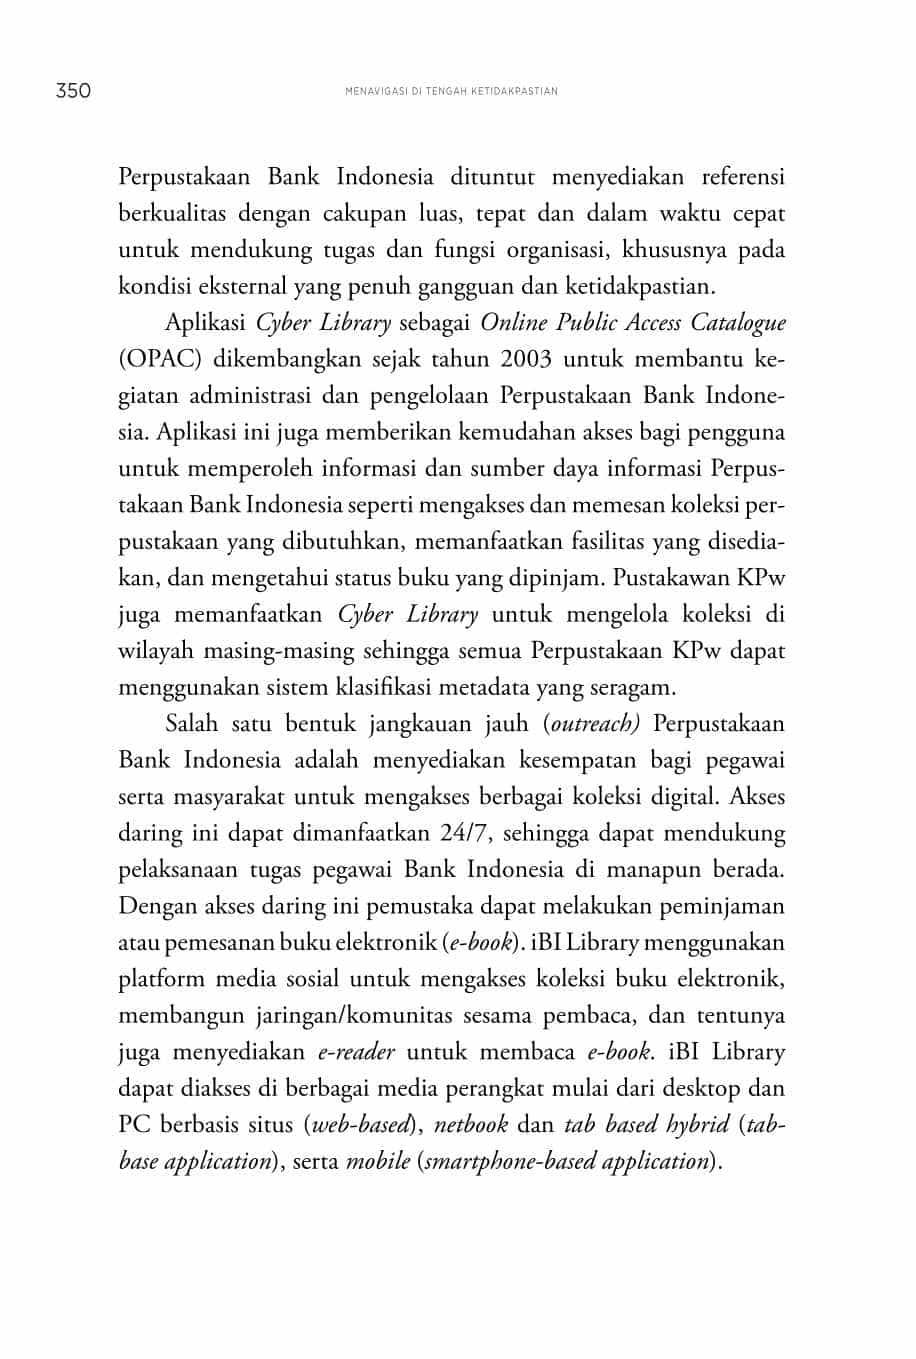 350
MENAVIGASI DI TENGAH KETIDAKPASTIAN
Perpustakaan Bank Indonesia dituntut menyediakan referensi
berkualitas dengan cakupan luas, tepat dan dalam waktu cepat
untuk mendukung tugas dan fungsi organisasi, khususnya pada
kondisi eksternal yang penuh gangguan dan ketidakpastian.
Aplikasi Cyber Library sebagai Online Public Access Catalogue
(OPAC) dikembangkan sejak tahun 2003 untuk membantu ke-
giatan administrasi dan pengelolaan Perpustakaan Bank Indone-
sia. Aplikasi ini juga memberikan kemudahan akses bagi pengguna
untuk memperoleh informasi dan sumber daya informasi Perpus-
takaan Bank Indonesia seperti mengakses dan memesan koleksi per-
pustakaan yang dibutuhkan, memanfaatkan fasilitas yang disedia-
kan, dan mengetahui status buku yang dipinjam. Pustakawan KPw
juga memanfaatkan Cyber Library untuk mengelola koleksi di
wilayah masing-masing sehingga semua Perpustakaan KPw dapat
menggunakan sistem klasifikasi metadata yang seragam.
Salah satu bentuk jangkauan jauh (outreach) Perpustakaan
Bank Indonesia adalah menyediakan kesempatan bagi pegawai
serta masyarakat untuk mengakses berbagai koleksi digital. Akses
daring ini dapat dimanfaatkan 24/7, sehingga dapat mendukung
pelaksanaan tugas pegawai Bank Indonesia di manapun berada.
Dengan akses daring ini pemustaka dapat melakukan peminjaman
atau pemesanan buku elektronik (e-book). iBI Library menggunakan
platform media sosial untuk mengakses koleksi buku elektronik,
membangun jaringan/komunitas sesama pembaca, dan tentunya
juga menyediakan e-reader untuk membaca e-book. iBI Library
dapat diakses di berbagai media perangkat mulai dari desktop dan
PC berbasis situs (web-based), netbook dan tab based hybrid (tab-
base application), serta mobile (smartphone-based application).